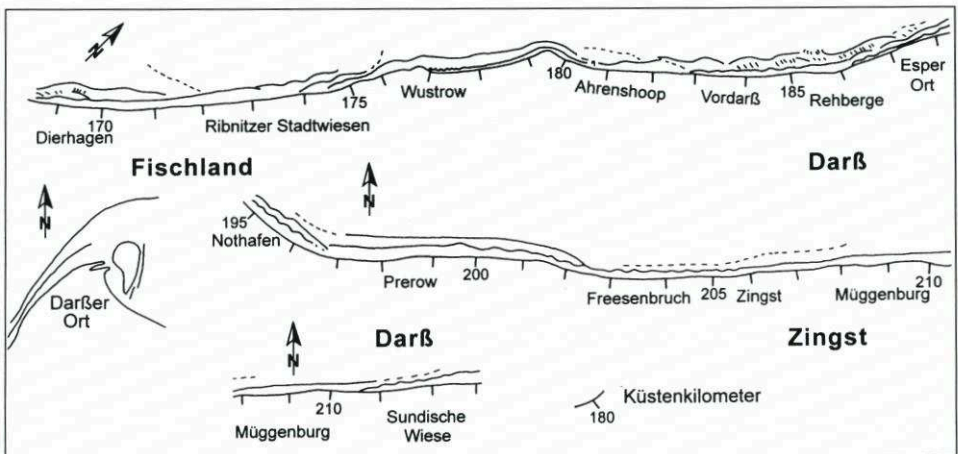 N
Dierhagen
170
Ribnitzer Stadtwiesen
175
Wustrow
180
Ahrenshoop
Vordarß
185
Rehberge
Esper
Ort
Fischland
Darß
N
Darßer
Ort
N
195
Nothafen
Prerow
200
Freesenbruch
205
Zingst
Müggenburg
210
Darß
Zingst
N
Müggenburg
210
Sundische
Wiese
180
Küstenkilometer